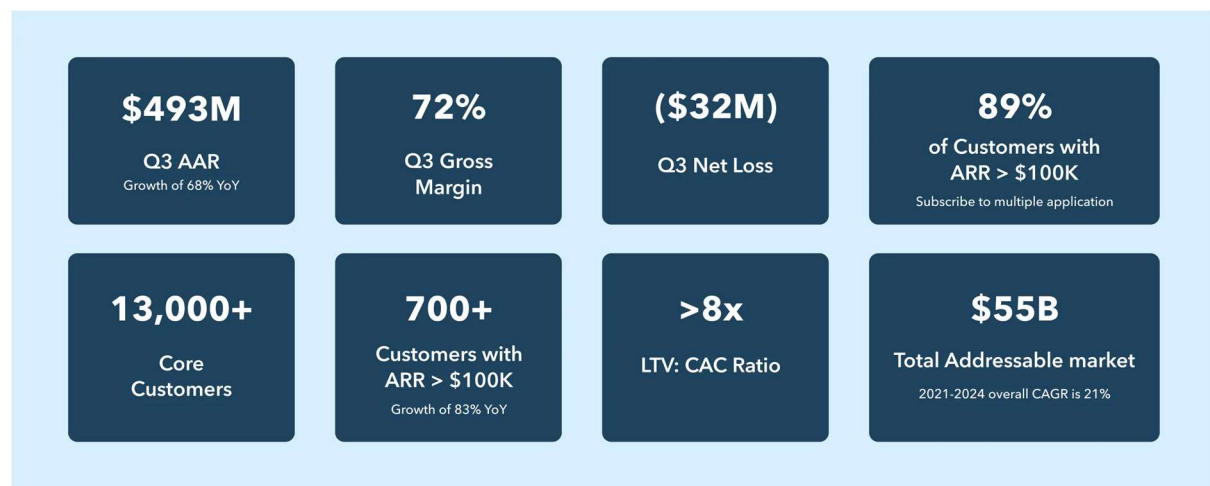 $493M
Q3 AAR
Growth of 68% YoY
72%
Q3 Gross
Margin
($32M)
Q3 Net Loss
89%
of Customers with
ARR > $100K
Subscribe to multiple application
13,000+
Core
Customers
700+
Customers with
ARR > $100K
Growth of 83% YoY
>8x
LTV: CAC Ratio
$55B
Total Addressable market
2021-2024 overall CAGR is 21%